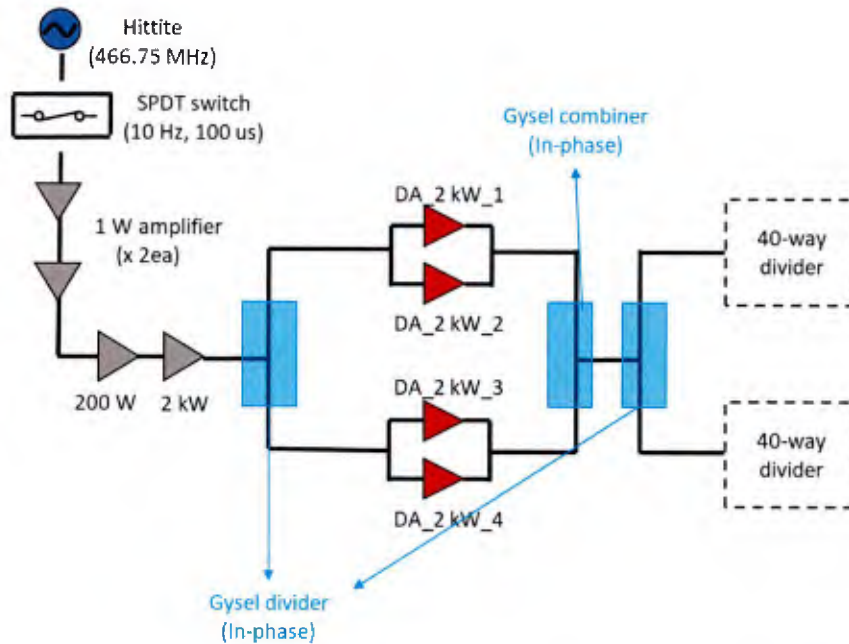 Hittite
(466.75 MHz)
SPDT switch
(10 Hz, 100 us)
Gysel combiner
(In-phase)
DA_2 kW_1
1 W amplifier
(x 2ea)
40-way
divider
DA_2 kW_2
DA_2 kW_3
200 W
2 kW
40-way
divider
DA_2 kW_4
Gysel divider
(In-phase)